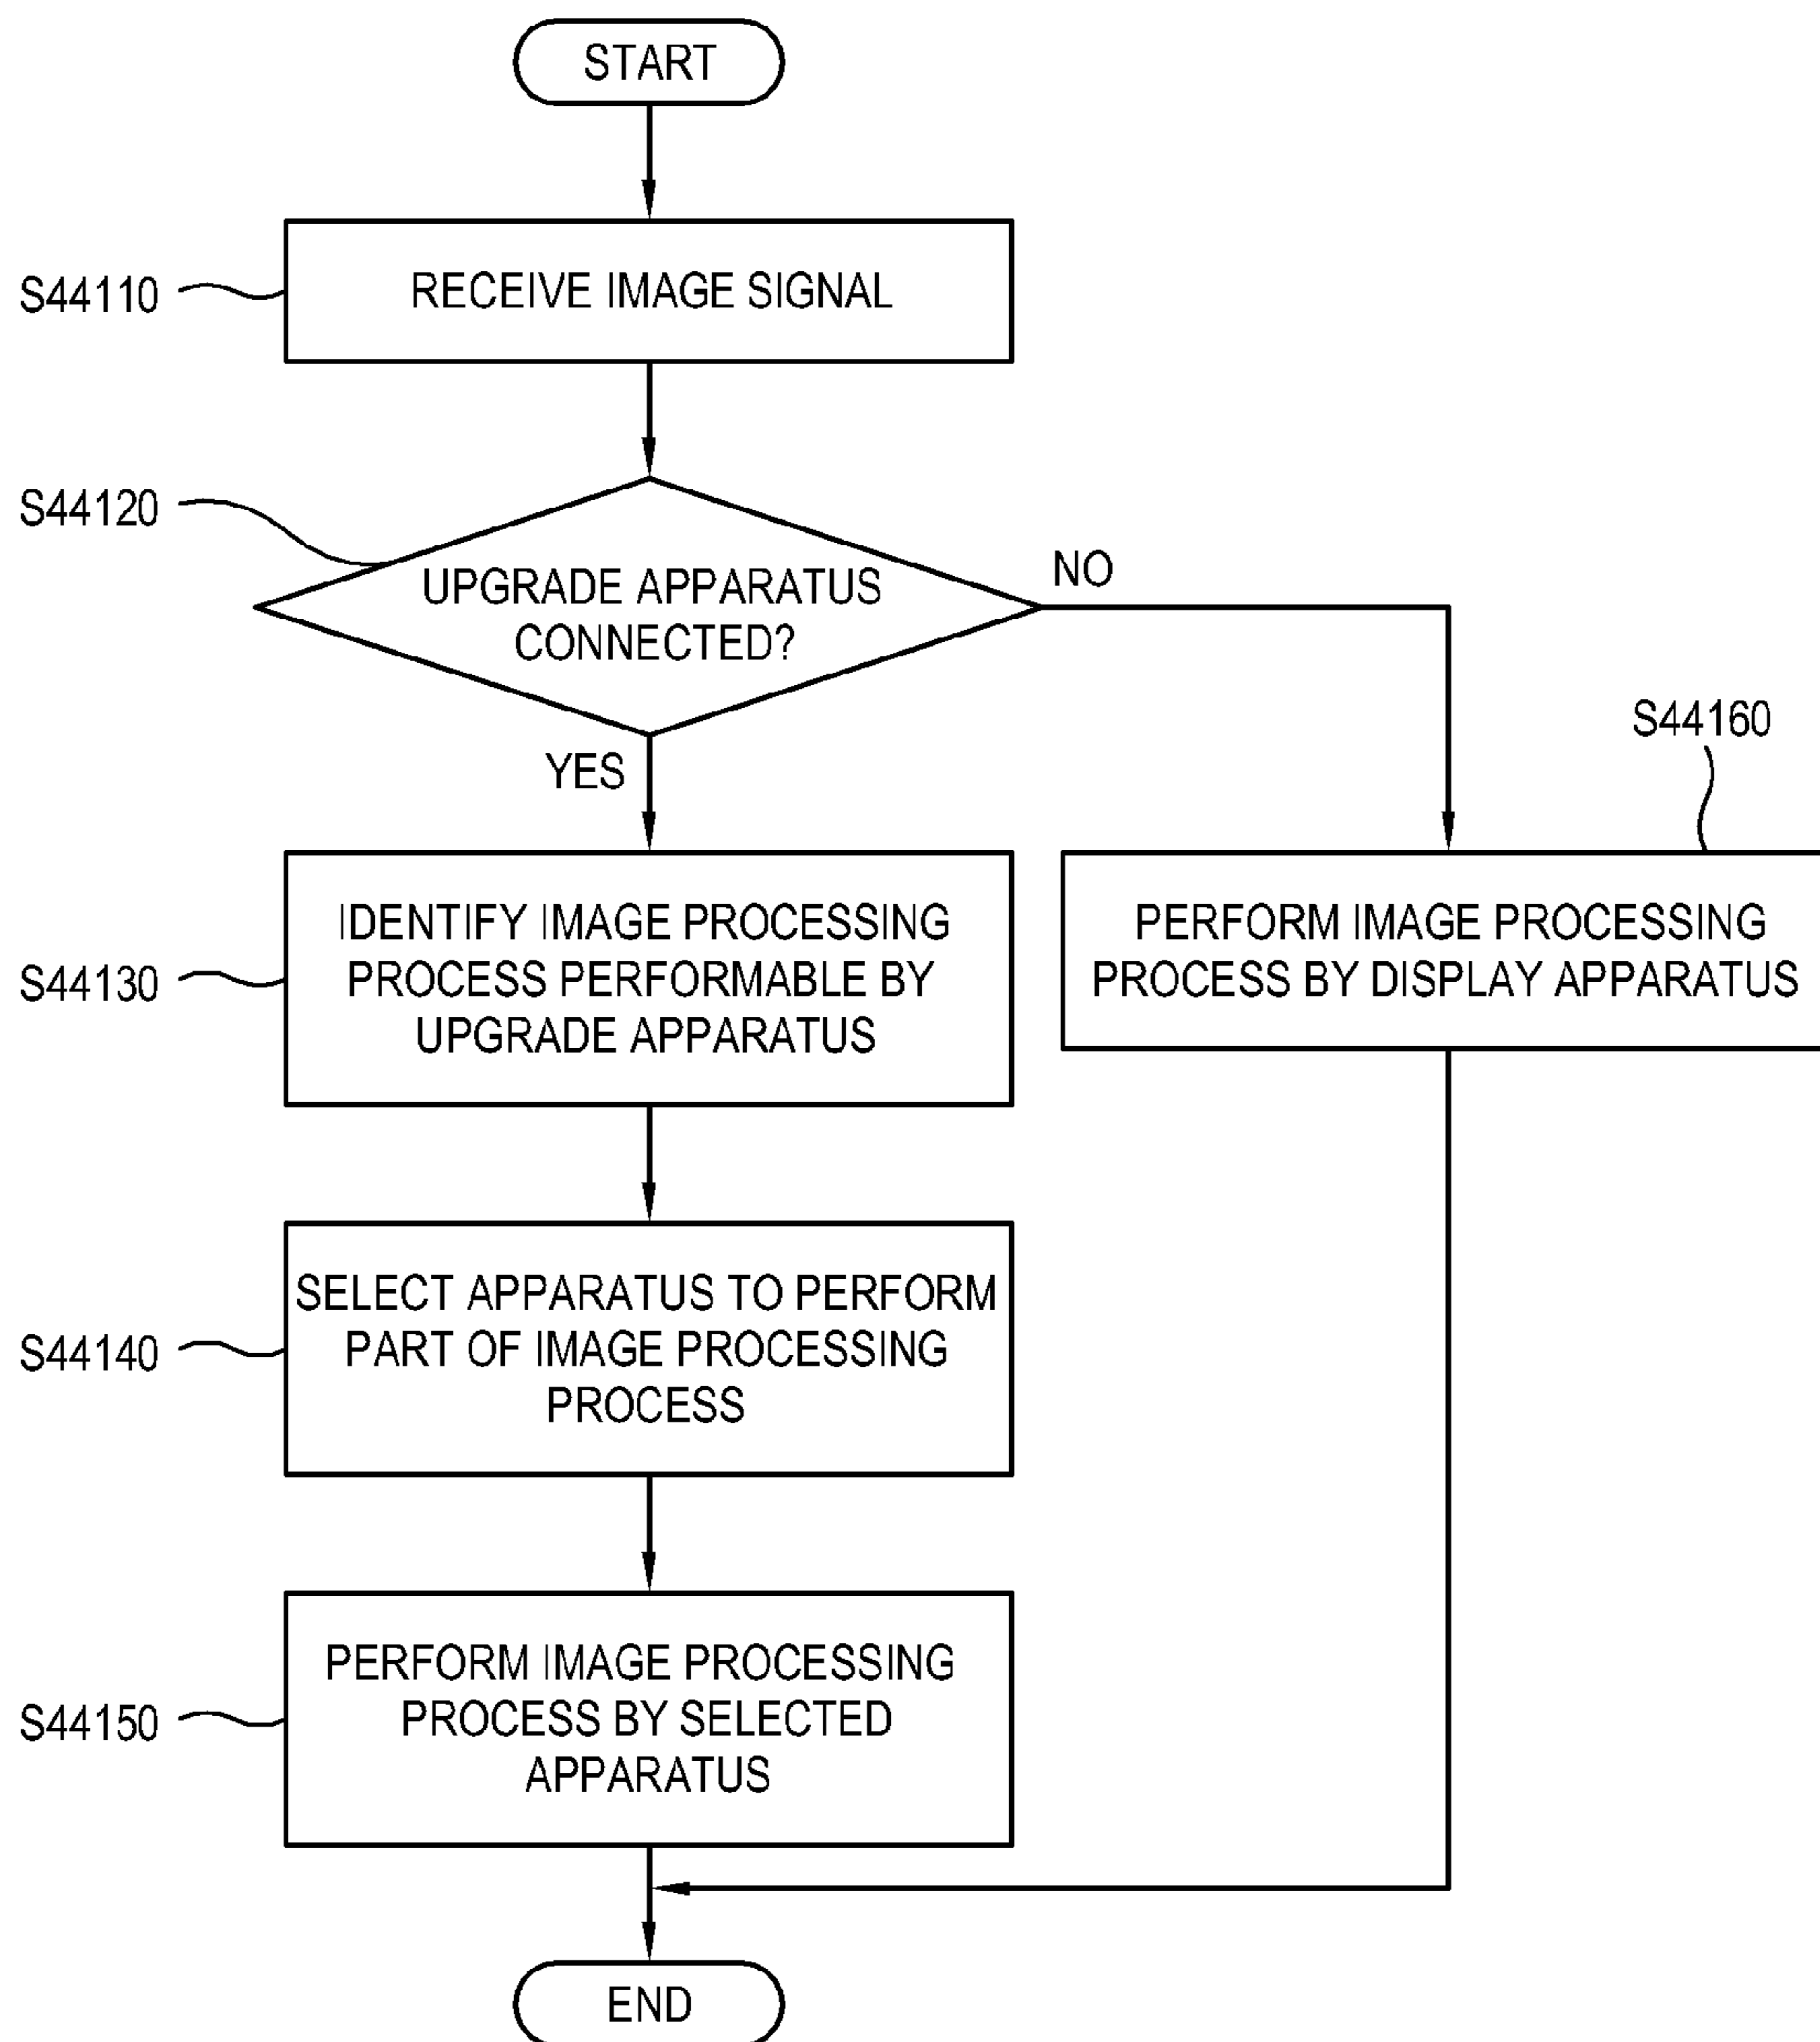 START
S44110
RECEIVE IMAGE SIGNAL
S44120
UPGRADE APPARATUS
CONNECTED?
NO
YES
S44160
S44130
IDENTIFY IMAGE PROCESSING
PROCESS PERFORMABLE BY
UPGRADE APPARATUS
PERFORM IMAGE PROCESSING
PROCESS BY DISPLAY APPARATUS
S44140
SELECT APPARATUS TO PERFORM
PART OF IMAGE PROCESSING
PROCESS
S44150
PERFORM IMAGE PROCESSING
PROCESS BY SELECTED
APPARATUS
END